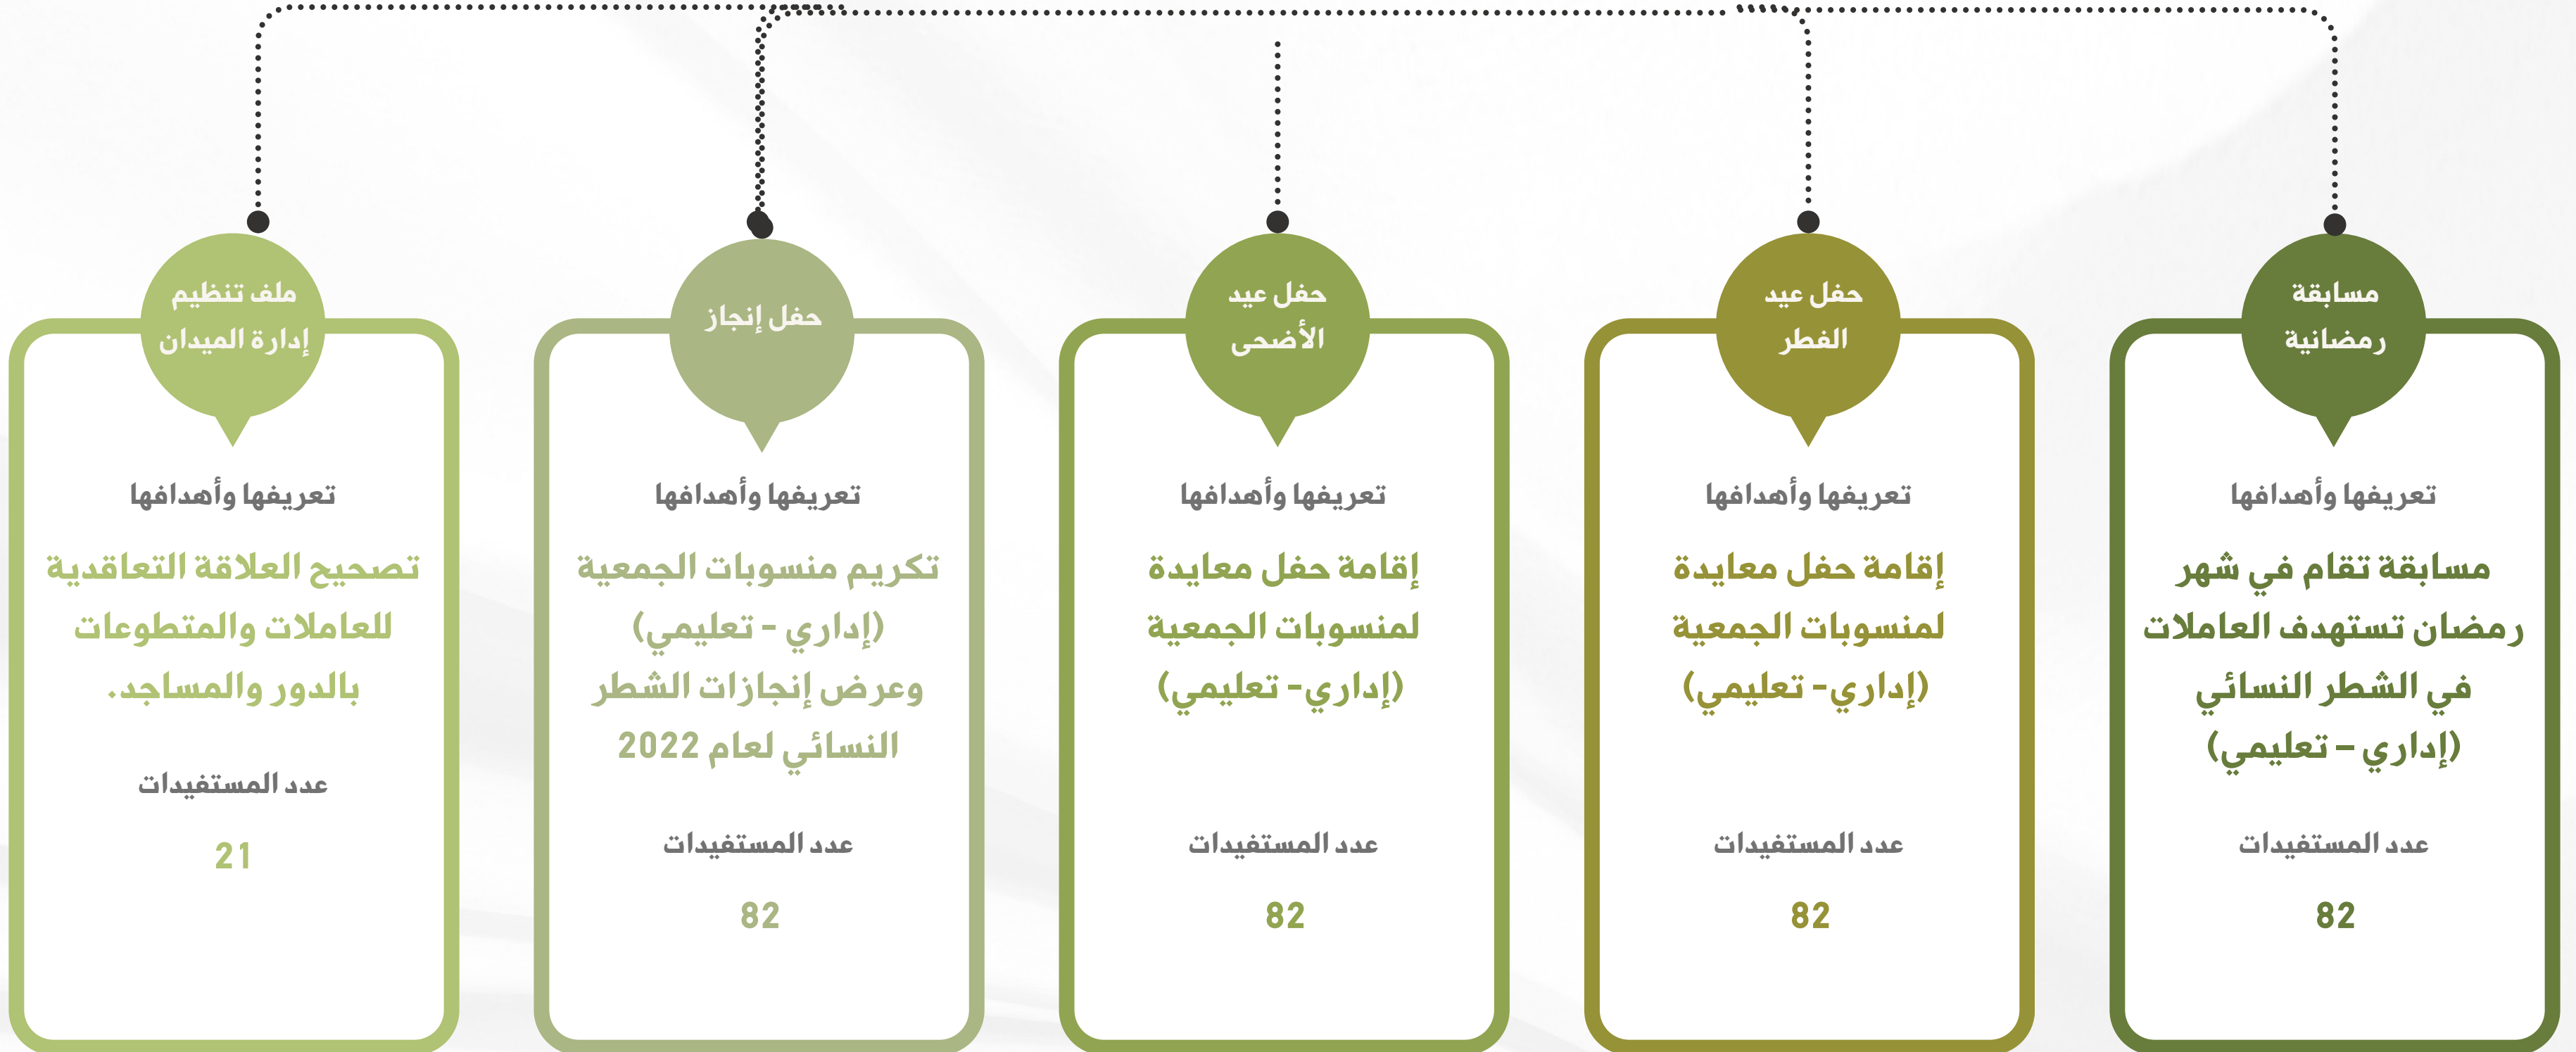 مسابقة
رمضانية
تعريفها وأهدافها
مسابقة تقام في شهر
رمضان تستهدف العاملات
في الشطر النسائي
(إداري – تعليمي)
عدد المستفيدات
82
حفل عيد
الفطر
تعريفها وأهدافها
إقامة حفل معايدة
لمنسوبات الجمعية
(إداري- تعليمي)
عدد المستفيدات
82
حفل عيد
الأضحى
تعريفها وأهدافها
إقامة حفل معايدة
لمنسوبات الجمعية
(إداري- تعليمي)
عدد المستفيدات
82
حفل إنجاز
تعريفها وأهدافها
تكريم منسوبات الجمعية
(إداري - تعليمي)
وعرض إنجازات الشطر
النسائي لعام 2022
عدد المستفيدات
82
ملف تنظيم
إدارة الميدان
تعريفها وأهدافها
تصحيح العلاقة التعاقدية
للعاملات والمتطوعات
بالدور والمساجد.
عدد المستفيدات
21